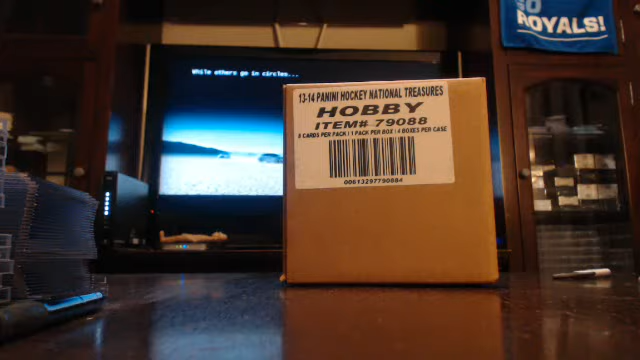 GO
ROYALS!
While others go in circles...
13-14 PANINI HOCKEY NATIONAL TREASURES
HOBBY
ITEM# 79088
8 CARDS PER PACK | 1 PACK PER BOX | 4 BOXES PER CASE
00613297790884